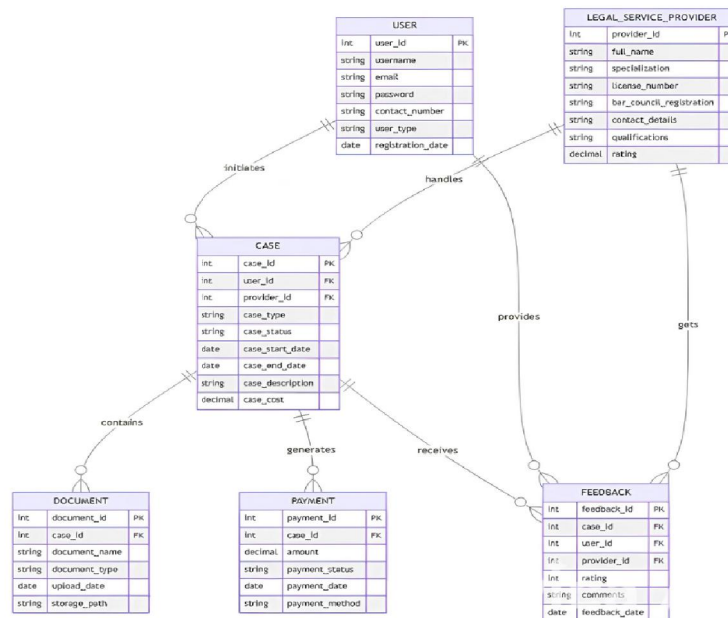 USER
int user_id PK
string username
string email
string password
string contact_number
string user_type
date registration_date
LEGAL_SERVICE_PROVIDER
int provider_id
string full_name
string specialization
string license_number
string bar_council_registration
string contact_details
string qualifications
decimal rating
initiates
handles
CASE
int case_id PK
int user_id FK
int provider_id FK
string case_type
string case_status
date case_start_date
date case_end_date
string case_description
decimal case_cost
provides
gets
contains
generates
receives
DOCUMENT
int document_id PK
int case_id FK
string document_name
string document_type
date upload_date
string storage_path
PAYMENT
int payment_id PK
int case_id FK
decimal amount
string payment_status
date payment_date
string payment_method
FEEDBACK
int feedback_id PK
int case_id FK
int user_id FK
int provider_id FK
int rating
string comments
date feedback_date